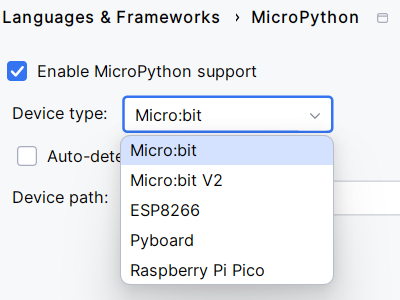 Languages & Frameworks › MicroPython
Enable MicroPython support
Device type: Micro:bit
Micro:bit
Auto-dete
Micro:bit V2
Device path:
ESP8266
Pyboard
Raspberry Pi Pico